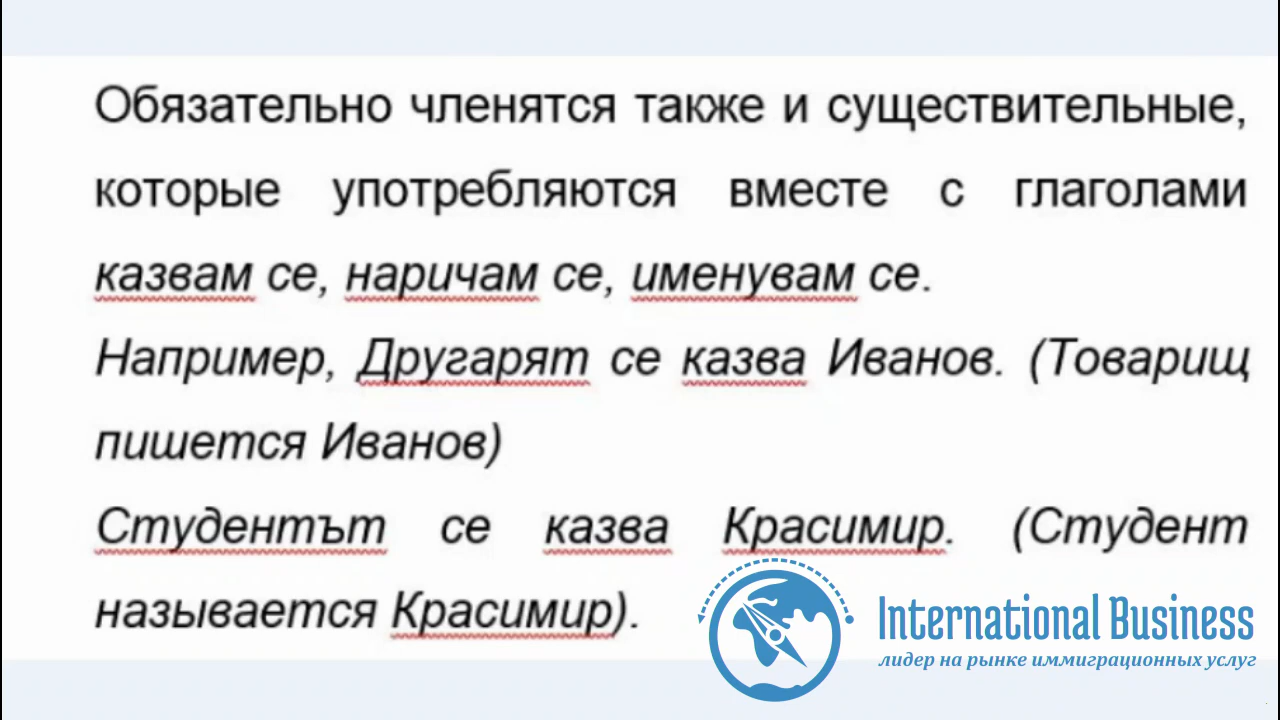 Обязательно членятся также и существительные,
которые употребляются вместе с глаголами
казвам се, наричам се, именувам се.
Например, Другарят се казва Иванов. (Товарищ
пишется Иванов)
Студентът се казва Красимир. (Студент
называется Красимир).
International Business
лидер на рынке иммиграционных услуг